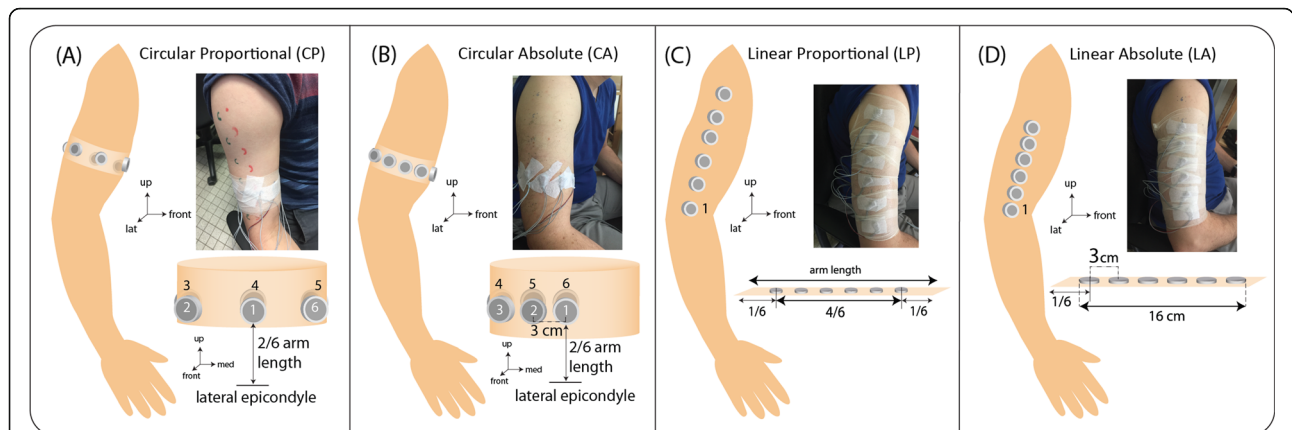 (A) Circular Proportional (CP)
up
front
lat
3 4 5
2 1 6
up
med
front
2/6 arm
length
lateral epicondyle
(B) Circular Absolute (CA)
up
front
lat
4 5 6
3 2 1
3 cm
up
med
front
2/6 arm
length
lateral epicondyle
(C) Linear Proportional (LP)
1
up
front
lat
arm length
1/6 4/6 1/6
(D) Linear Absolute (LA)
1
up
front
lat
3 cm
1/6
16 cm